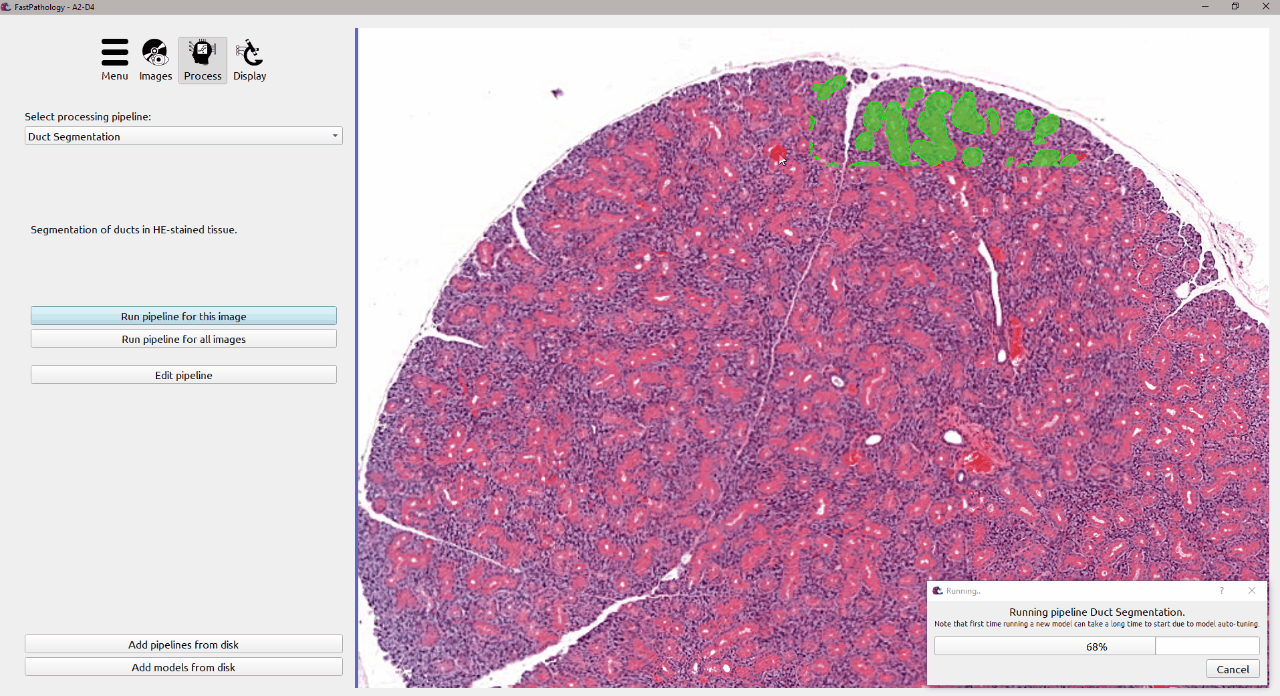 FastPathology - A2-D4
Menu Images Process Display
Select processing pipeline:
Duct Segmentation
Segmentation of ducts in HE-stained tissue.
Run pipeline for this image
Run pipeline for all images
Edit pipeline
Add pipelines from disk
Add models from disk
Running..
Running pipeline Duct Segmentation.
Note that first time running a new model can take a long time to start due to model auto-tuning.
68%
Cancel